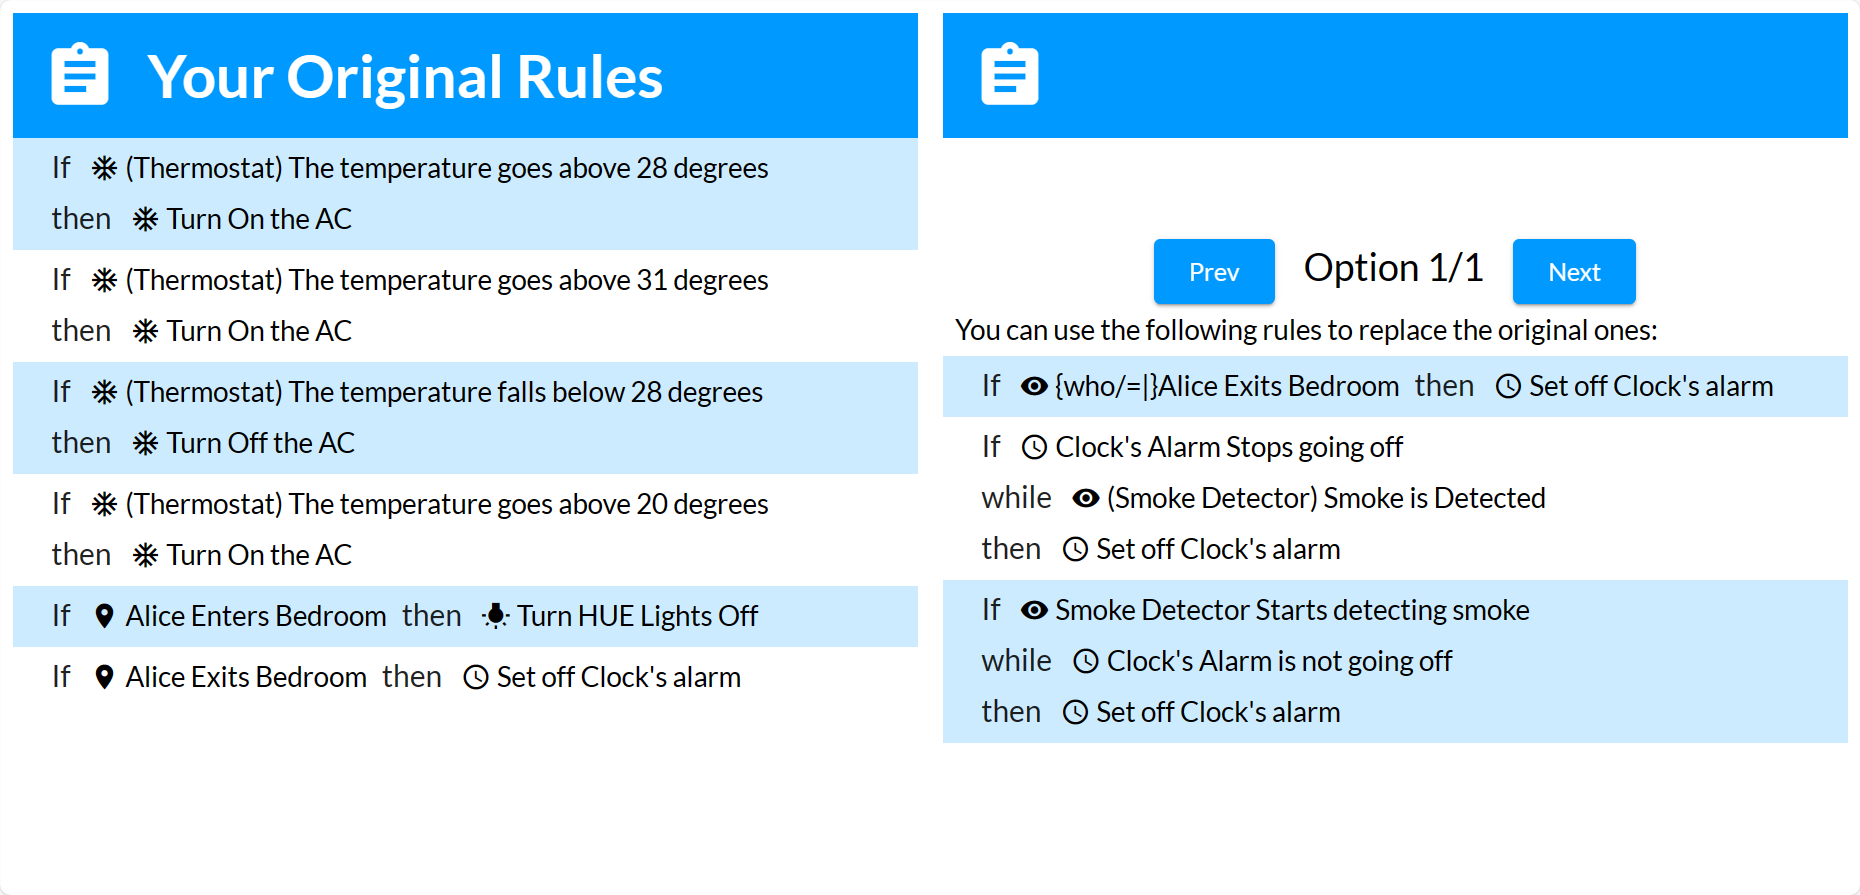 Your Original Rules
If (Thermostat) The temperature goes above 28 degrees
then Turn On the AC
If (Thermostat) The temperature goes above 31 degrees
then Turn On the AC
If (Thermostat) The temperature falls below 28 degrees
then Turn Off the AC
If (Thermostat) The temperature goes above 20 degrees
then Turn On the AC
If Alice Enters Bedroom then Turn HUE Lights Off
If Alice Exits Bedroom then Set off Clock's alarm
Prev Option 1/1 Next
You can use the following rules to replace the original ones:
If {who/=|}Alice Exits Bedroom then Set off Clock's alarm
If Clock's Alarm Stops going off
while (Smoke Detector) Smoke is Detected
then Set off Clock's alarm
If Smoke Detector Starts detecting smoke
while Clock's Alarm is not going off
then Set off Clock's alarm